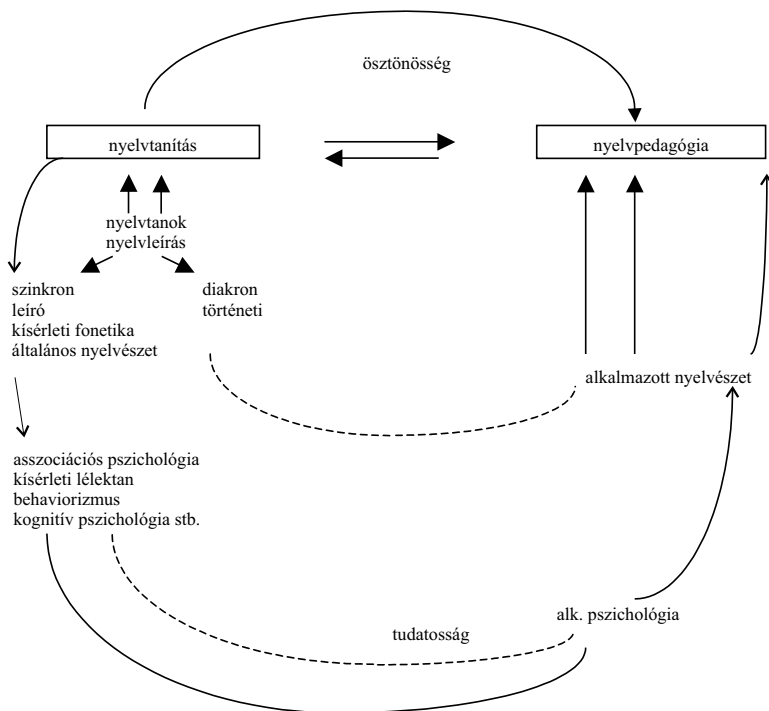 ösztönösség
nyelvtanítás
nyelvpedagógia
nyelvtanok
nyelvleírás
szinkron
leíró
kísérleti fonetika
általános nyelvészet
diakron
történeti
alkalmazott nyelvészet
asszociációs pszichológia
kísérleti lélektan
behaviorizmus
kognitív pszichológia stb.
alk. pszichológia
tudatosság